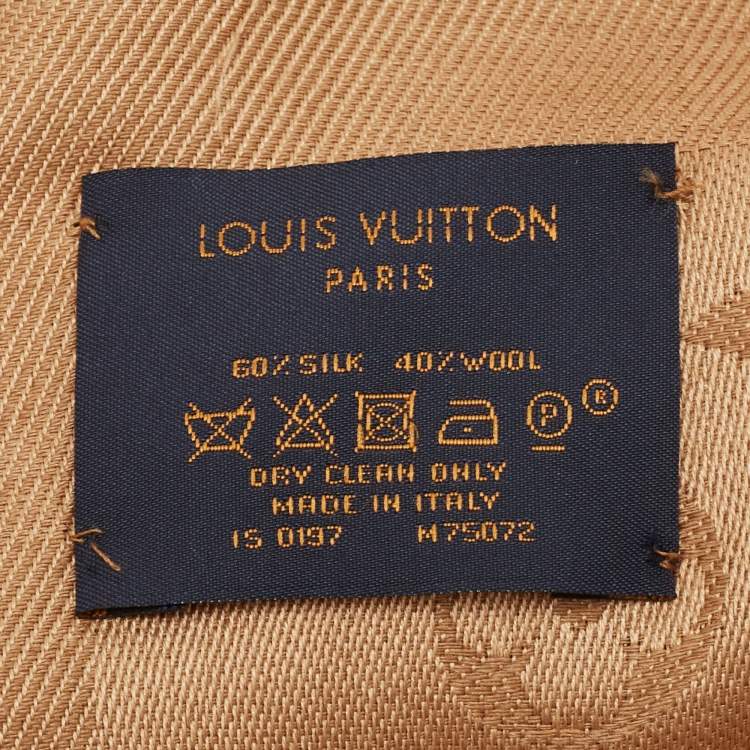 LOUIS VUITTON
PARIS
60% SILK 40% WOOL
P R
DRY CLEAN ONLY
MADE IN ITALY
IS 0197 M75072